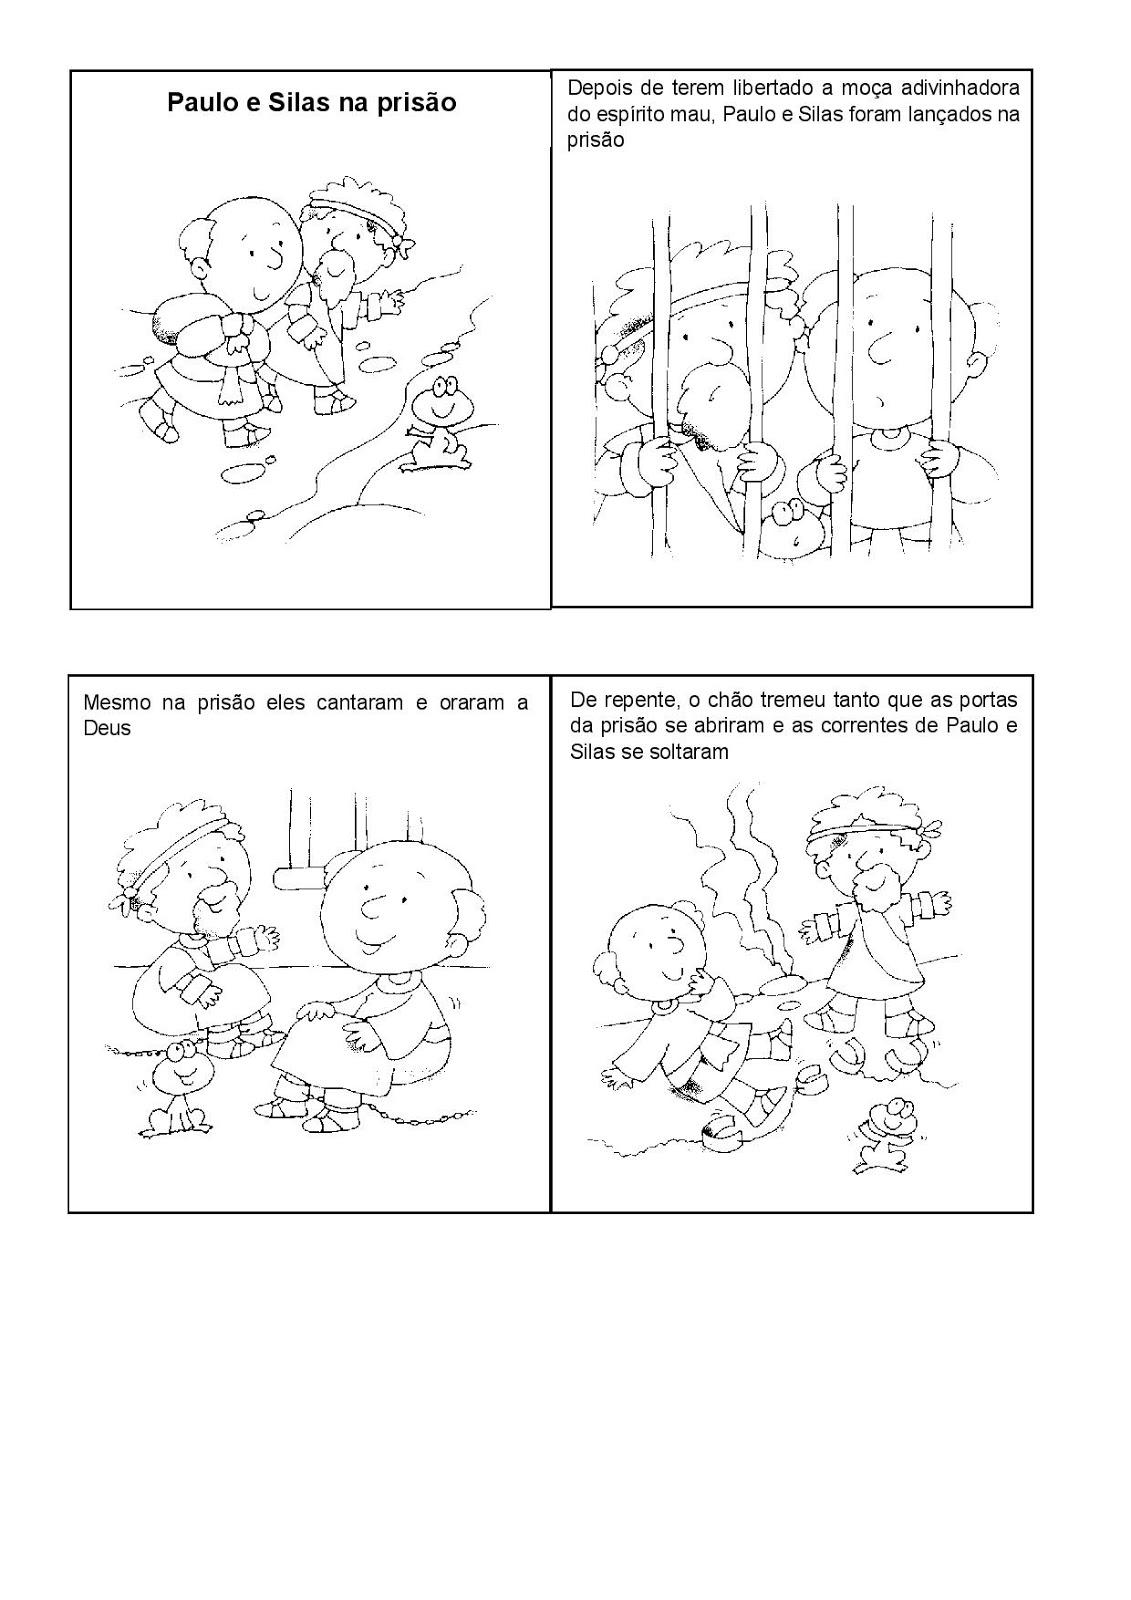 Paulo e Silas na prisão
Depois de terem libertado a moça adivinhadora
do espírito mau, Paulo e Silas foram lançados na
prisão
Mesmo na prisão eles cantaram e oraram a
Deus
De repente, o chão tremeu tanto que as portas
da prisão se abriram e as correntes de Paulo e
Silas se soltaram